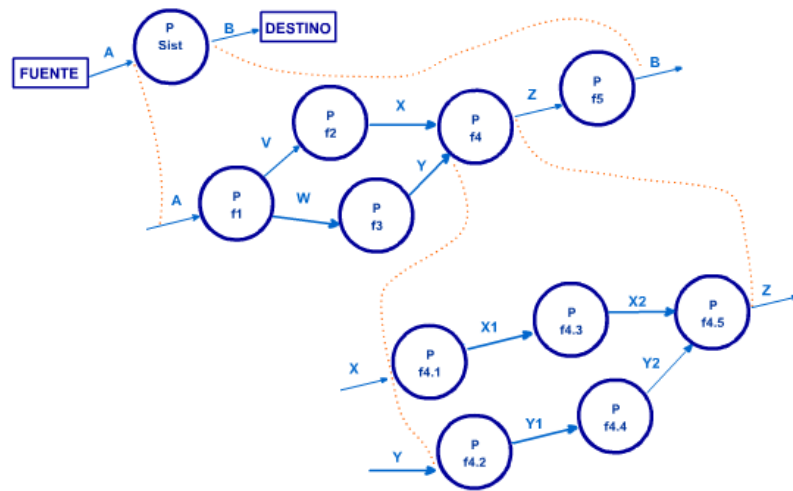 P
Sist
B
DESTINO
A
FUENTE
P
f5
B
P
f2
X
P
f4
Z
V
Y
A
P
f1
W
P
f3
P
f4.3
X2
P
f4.5
Z
X1
X
P
f4.1
Y2
P
f4.4
Y1
P
f4.2
Y